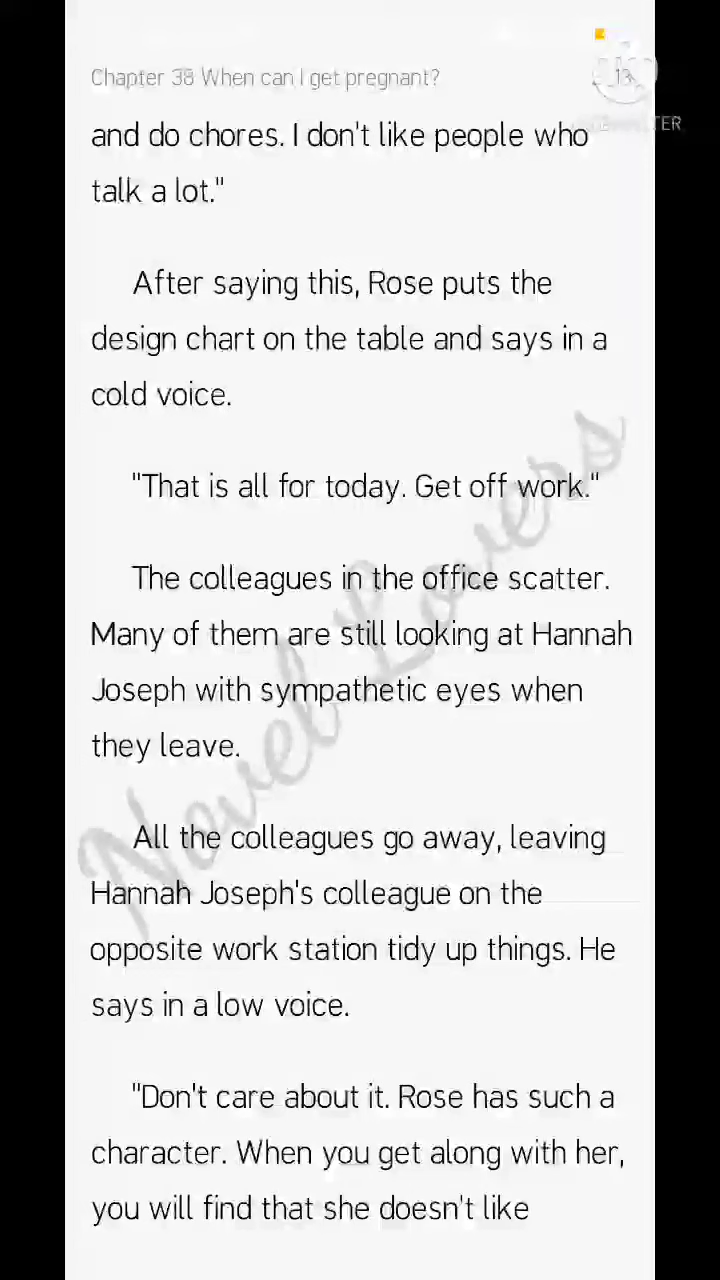 Chapter 38 When can I get pregnant?
and do chores. I don't like people who
talk a lot."
After saying this, Rose puts the
design chart on the table and says in a
cold voice.
"That is all for today. Get off work."
The colleagues in the office scatter.
Many of them are still looking at Hannah
Joseph with sympathetic eyes when
they leave.
All the colleagues go away, leaving
Hannah Joseph's colleague on the
opposite work station tidy up things. He
says in a low voice.
"Don't care about it. Rose has such a
character. When you get along with her,
you will find that she doesn't like
Novel Lovers